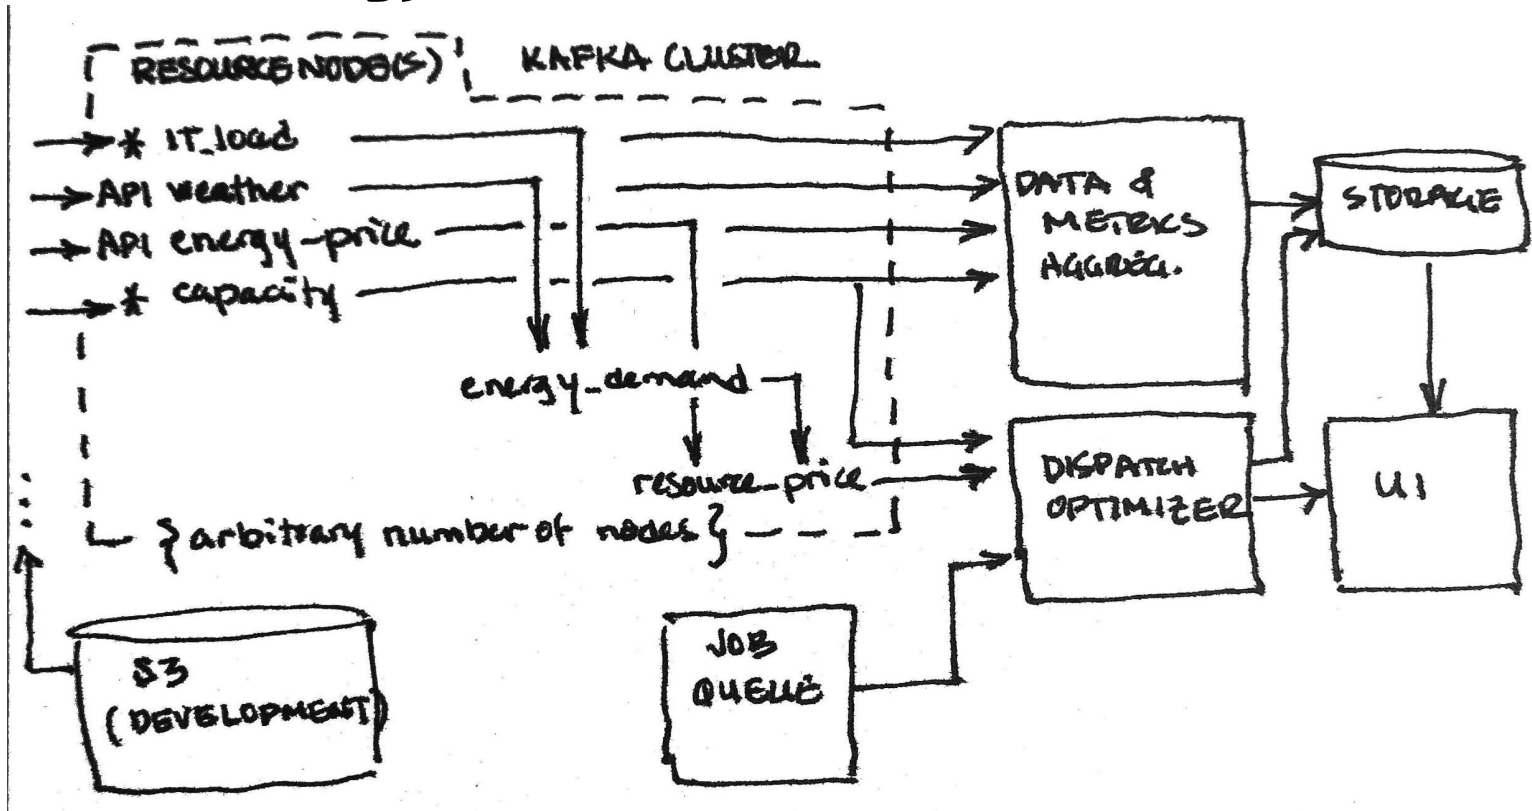 RESOURCE NODE(S)
KAFKA CLUSTER
* IT_load
API weather
API energy-price
* capacity
energy_demand
resource_price
{arbitrary number of nodes}
DATA &
METRICS
AGGREG.
STORAGE
DISPATCH
OPTIMIZER
UI
S3
(DEVELOPMENT)
JOB
QUEUE